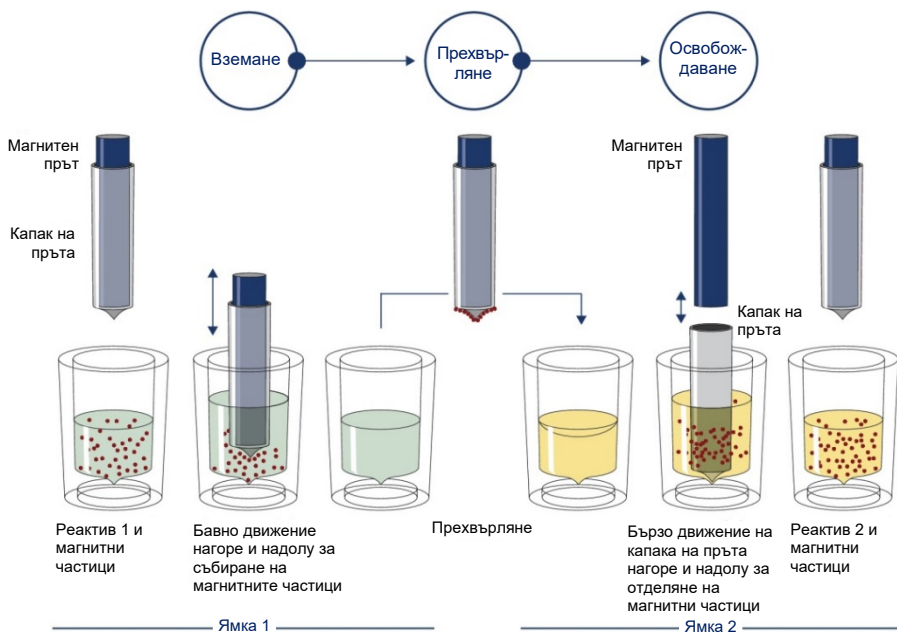 Вземане
Прехвър-
ляне
Освобож-
даване
Магнитен
прът
Капак на
пръта
Магнитен
прът
Капак на
пръта
Реактив 1 и
магнитни
частици
Бавно движение
нагоре и надолу за
събиране на
магнитните частици
Прехвърляне
Бързо движение на
капака на пръта
нагоре и надолу за
отделяне на
магнитни частици
Реактив 2 и
магнитни
частици
Ямка 1
Ямка 2